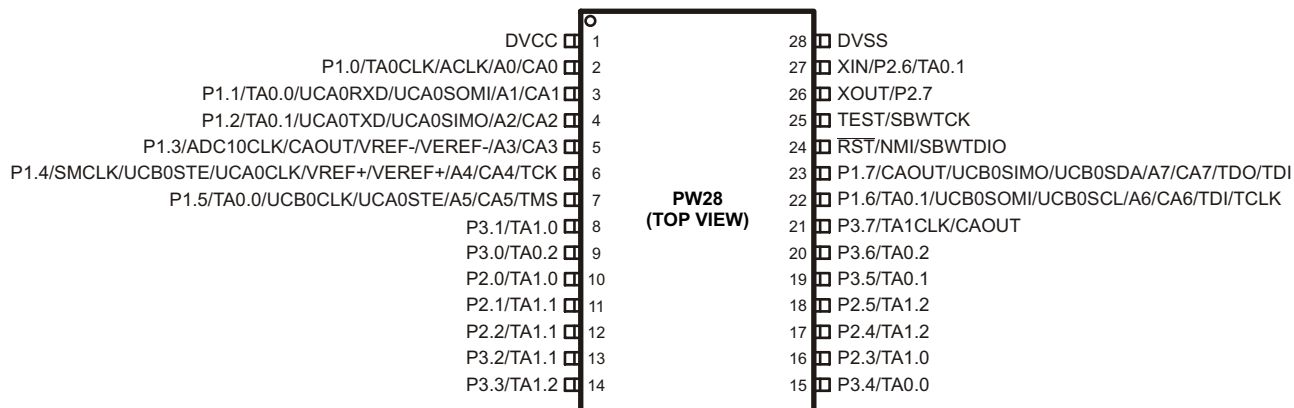 DVCC 1 28 DVSS
P1.0/TA0CLK/ACLK/A0/CA0 2 27 XIN/P2.6/TA0.1
P1.1/TA0.0/UCA0RXD/UCA0SOMI/A1/CA1 3 26 XOUT/P2.7
P1.2/TA0.1/UCA0TXD/UCA0SIMO/A2/CA2 4 25 TEST/SBWTCK
P1.3/ADC10CLK/CAOUT/VREF-/VEREF-/A3/CA3 5 24 RST/NMI/SBWTDIO
P1.4/SMCLK/UCB0STE/UCA0CLK/VREF+/VEREF+/A4/CA4/TCK 6 23 P1.7/CAOUT/UCB0SIMO/UCB0SDA/A7/CA7/TDO/TDI
P1.5/TA0.0/UCB0CLK/UCA0STE/A5/CA5/TMS 7 PW28 22 P1.6/TA0.1/UCB0SOMI/UCB0SCL/A6/CA6/TDI/TCLK
P3.1/TA1.0 8 (TOP VIEW) 21 P3.7/TA1CLK/CAOUT
P3.0/TA0.2 9 20 P3.6/TA0.2
P2.0/TA1.0 10 19 P3.5/TA0.1
P2.1/TA1.1 11 18 P2.5/TA1.2
P2.2/TA1.1 12 17 P2.4/TA1.2
P3.2/TA1.1 13 16 P2.3/TA1.0
P3.3/TA1.2 14 15 P3.4/TA0.0